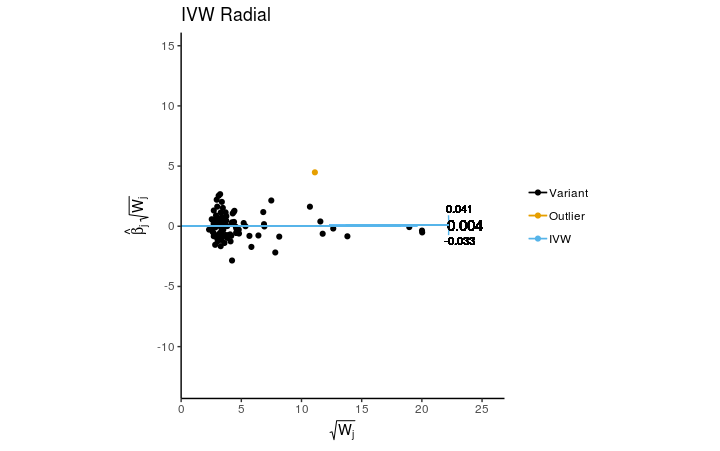 IVW Radial
15
10
5
0
-5
-10
0 5 10 15 20 25
β̂j√Wj
√Wj
0.041
0.004
-0.033
Variant
Outlier
IVW